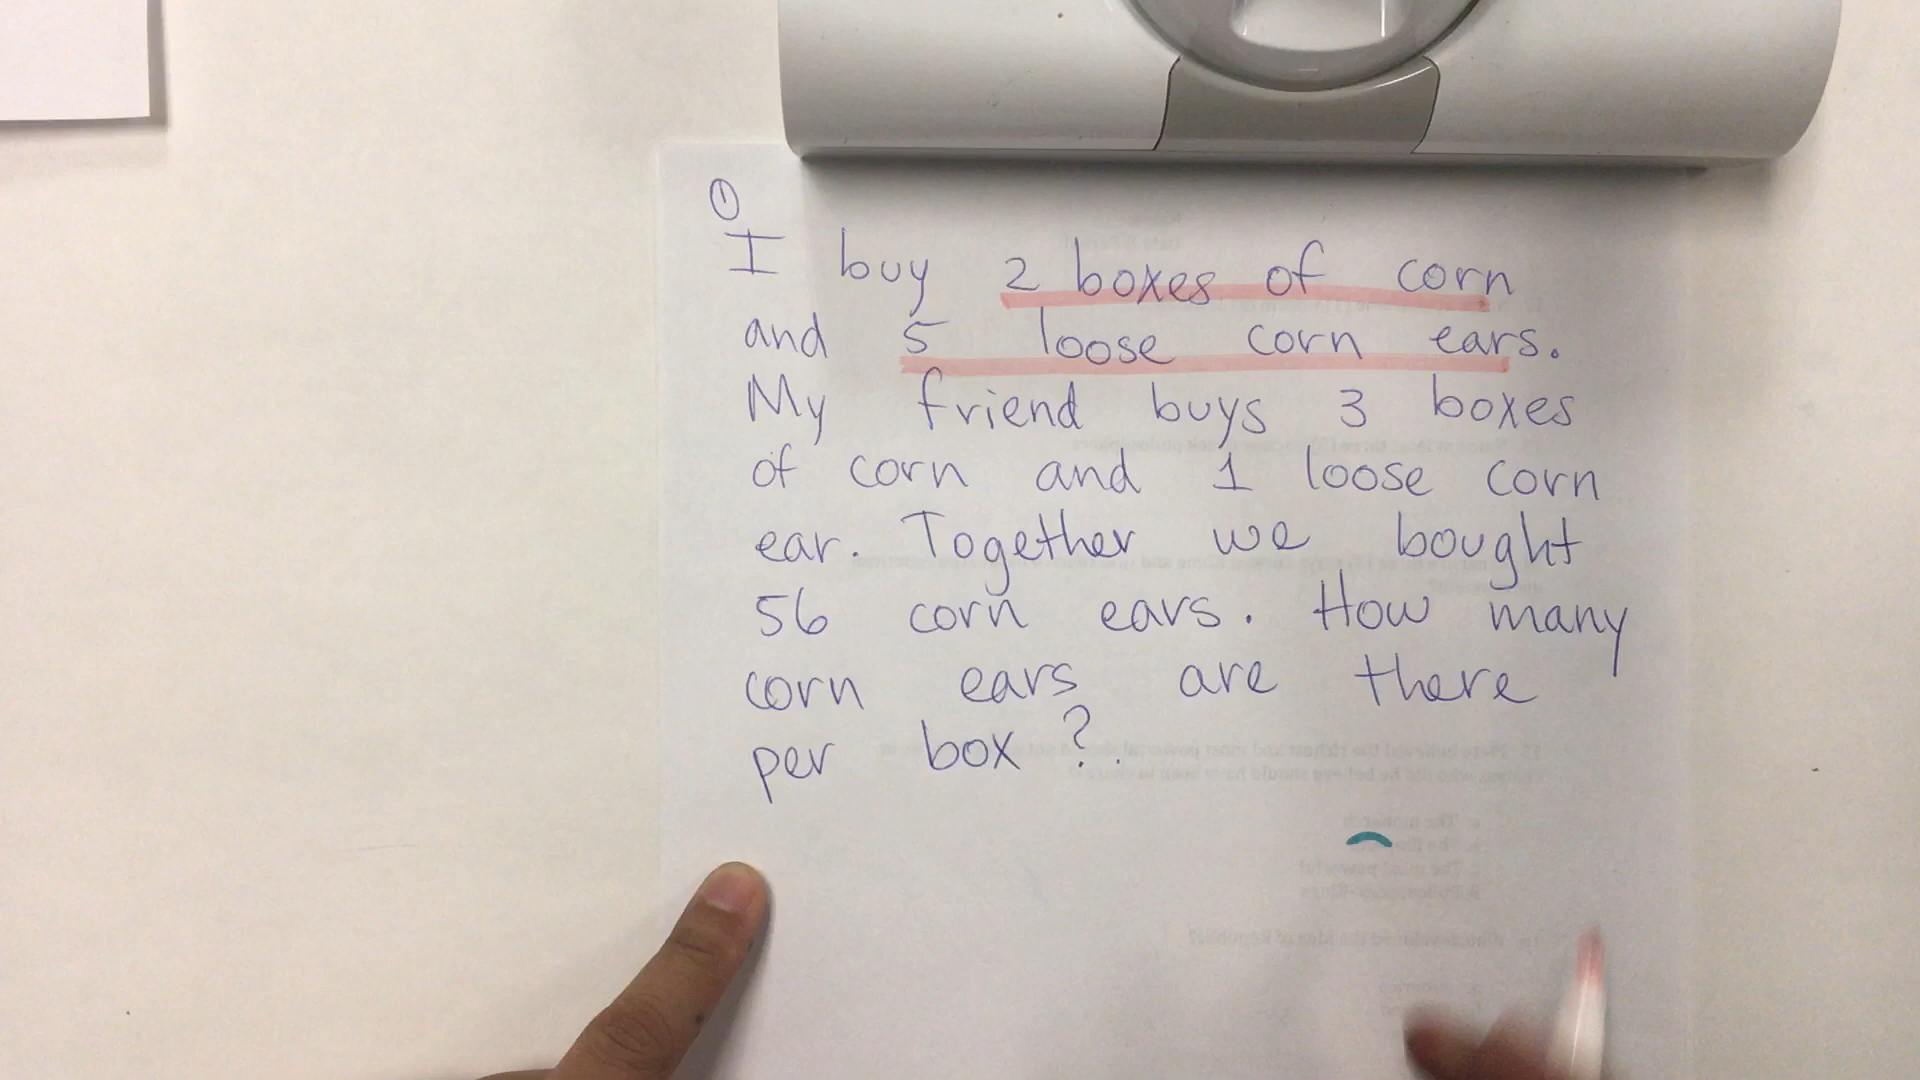 ①
I buy 2 boxes of corn
and 5 loose corn ears.
My friend buys 3 boxes
of corn and 1 loose corn
ear. Together we bought
56 corn ears. How many
corn ears are there
per box?